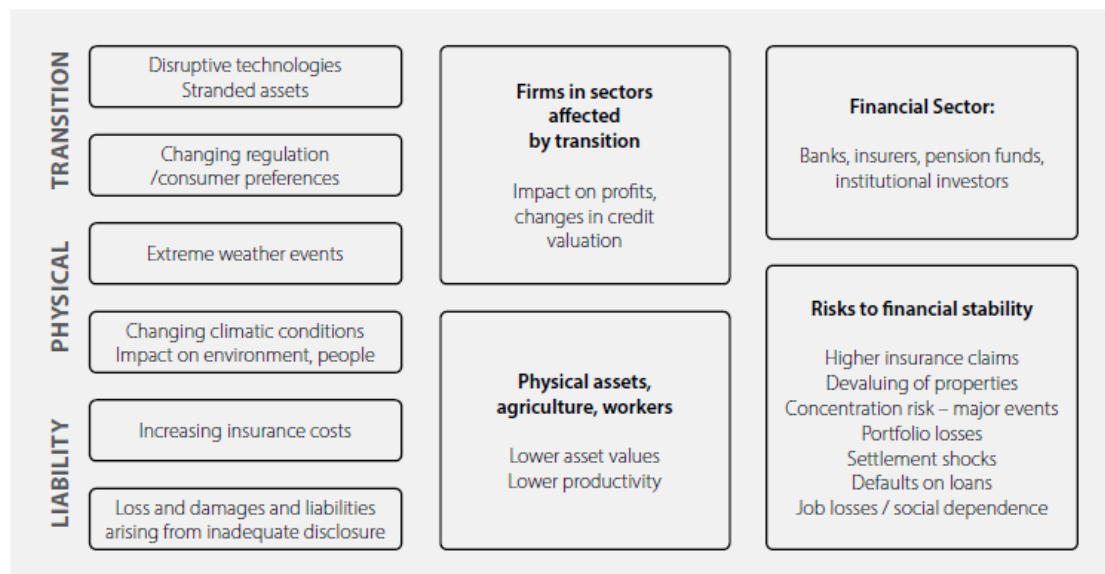 TRANSITION
Disruptive technologies
Stranded assets
Changing regulation
/consumer preferences
PHYSICAL
Extreme weather events
Changing climatic conditions
Impact on environment, people
LIABILITY
Increasing insurance costs
Loss and damages and liabilities
arising from inadequate disclosure
Firms in sectors
affected
by transition
Impact on profits,
changes in credit
valuation
Physical assets,
agriculture, workers
Lower asset values
Lower productivity
Financial Sector:
Banks, insurers, pension funds,
institutional investors
Risks to financial stability
Higher insurance claims
Devaluing of properties
Concentration risk – major events
Portfolio losses
Settlement shocks
Defaults on loans
Job losses / social dependence